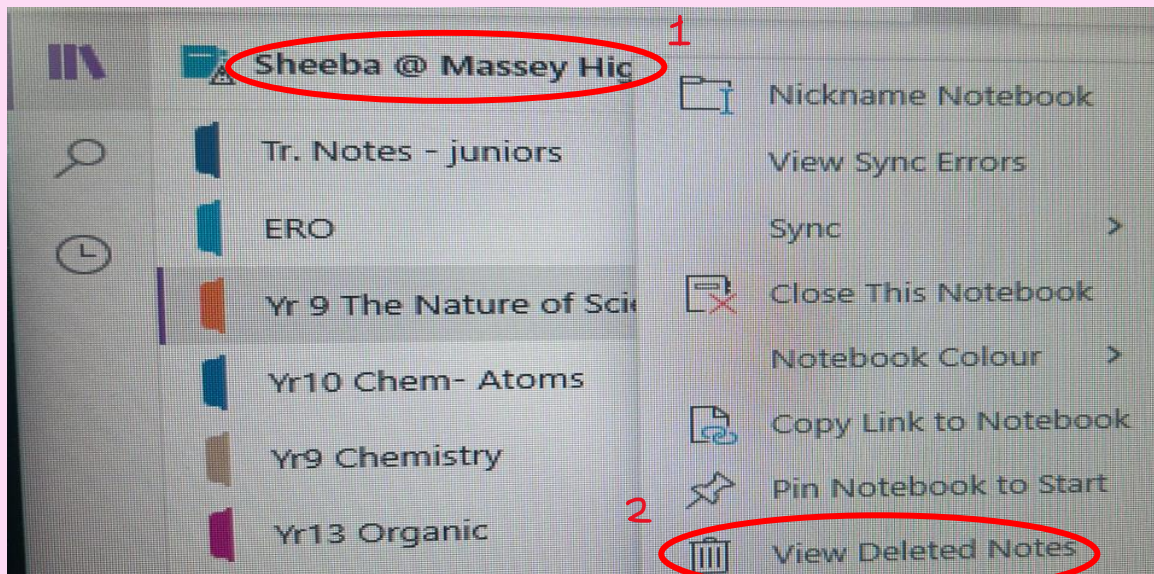 1
Sheeba @ Massey Hig
Tr. Notes - juniors
ERO
Yr 9 The Nature of Scie
Yr10 Chem- Atoms
Yr9 Chemistry
Yr13 Organic
Nickname Notebook
View Sync Errors
Sync >
Close This Notebook
Notebook Colour >
Copy Link to Notebook
Pin Notebook to Start
2
View Deleted Notes